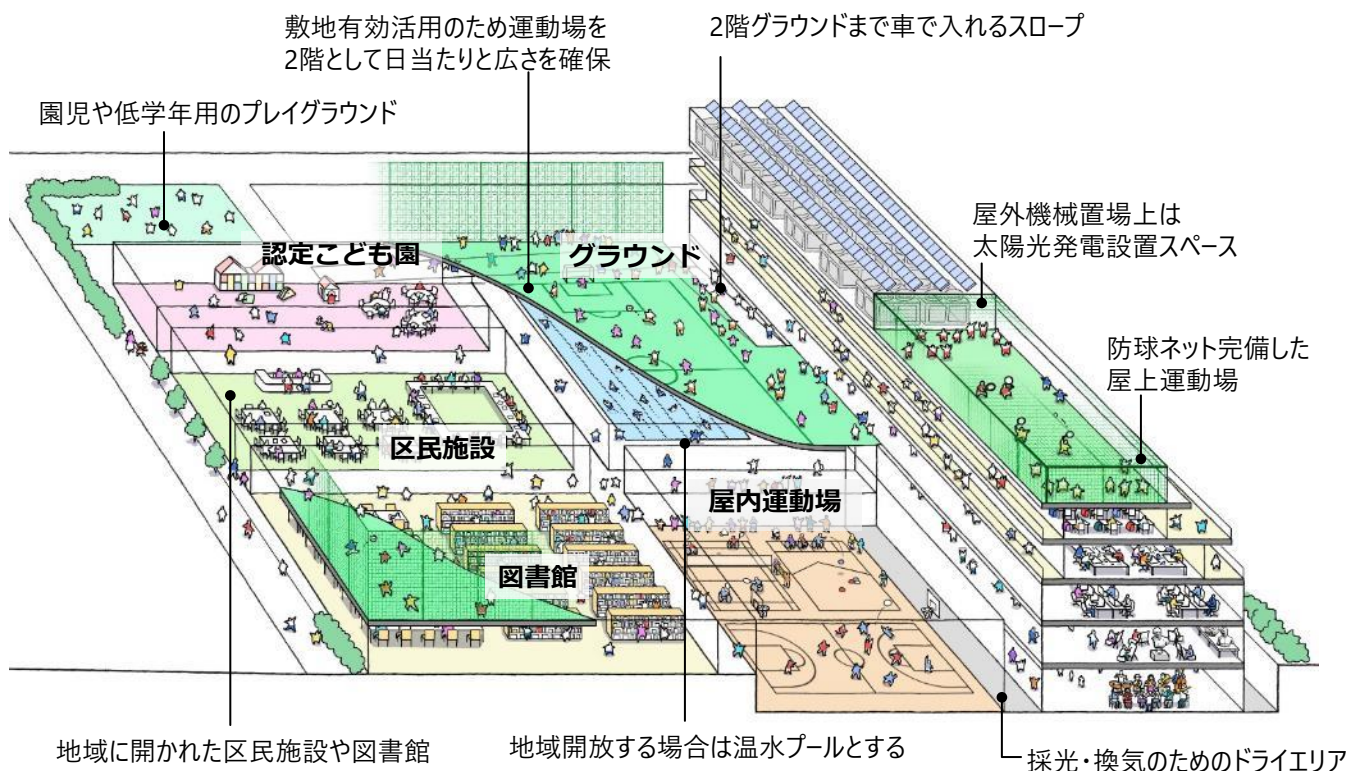 敷地有効活用のため運動場を
2階として日当たりと広さを確保
2階グラウンドまで車で入れるスロープ
園児や低学年用のプレイグラウンド
屋外機械置場上は
太陽光発電設置スペース
認定こども園
グラウンド
防球ネット完備した
屋上運動場
区民施設
屋内運動場
図書館
地域に開かれた区民施設や図書館
地域開放する場合は温水プールとする
採光・換気のためのドライエリア